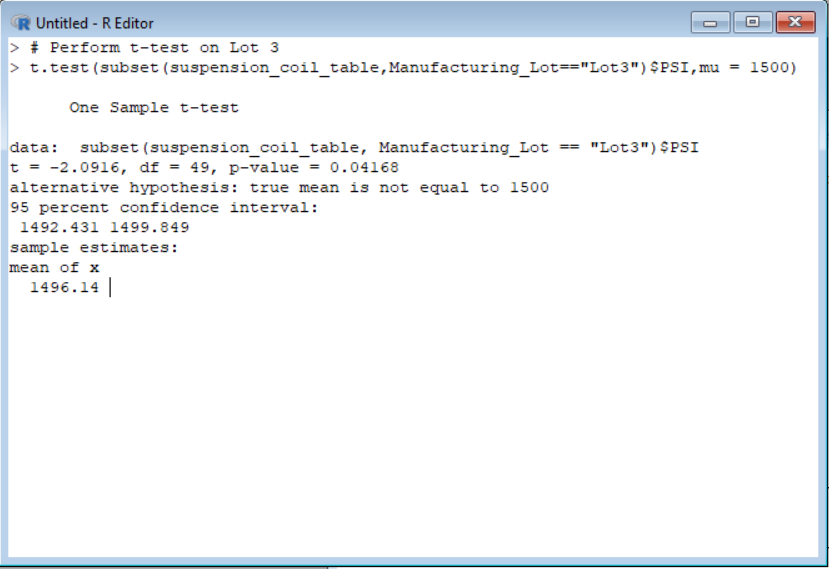 Untitled - R Editor
> # Perform t-test on Lot 3
> t.test(subset(suspension_coil_table,Manufacturing_Lot=="Lot3")$PSI,mu = 1500)
One Sample t-test
data:  subset(suspension_coil_table, Manufacturing_Lot == "Lot3")$PSI
t = -2.0916, df = 49, p-value = 0.04168
alternative hypothesis: true mean is not equal to 1500
95 percent confidence interval:
1492.431 1499.849
sample estimates:
mean of x
1496.14